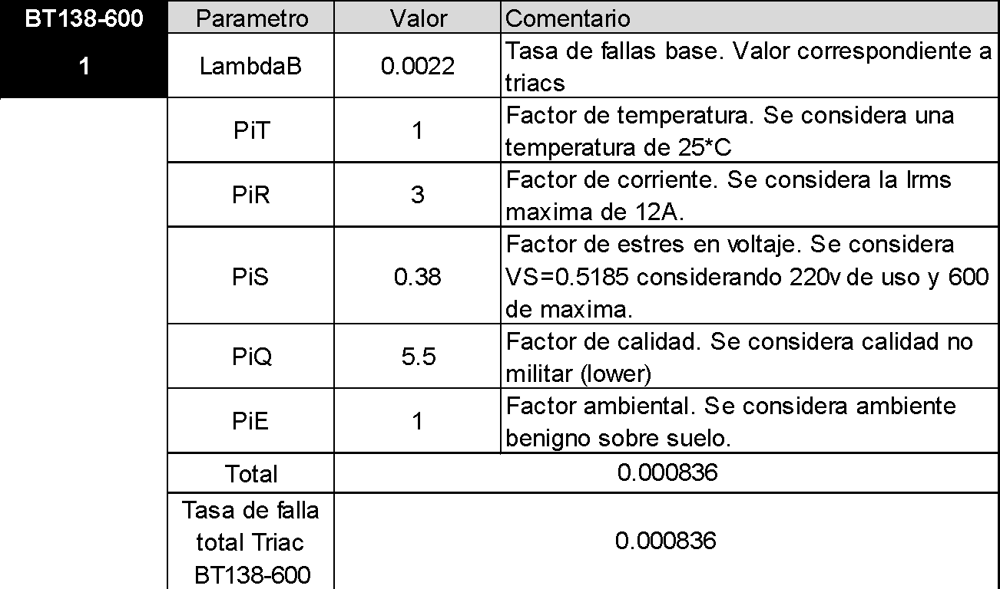 BT138-600 Parametro Valor Comentario
1 LambdaB 0.0022 Tasa de fallas base. Valor correspondiente a
triacs
PiT 1 Factor de temperatura. Se considera una
temperatura de 25*C
PiR 3 Factor de corriente. Se considera la Irms
maxima de 12A.
PiS 0.38 Factor de estres en voltaje. Se considera
VS=0.5185 considerando 220v de uso y 600
de maxima.
PiQ 5.5 Factor de calidad. Se considera calidad no
militar (lower)
PiE 1 Factor ambiental. Se considera ambiente
benigno sobre suelo.
Total 0.000836
Tasa de falla
total Triac
BT138-600
0.000836